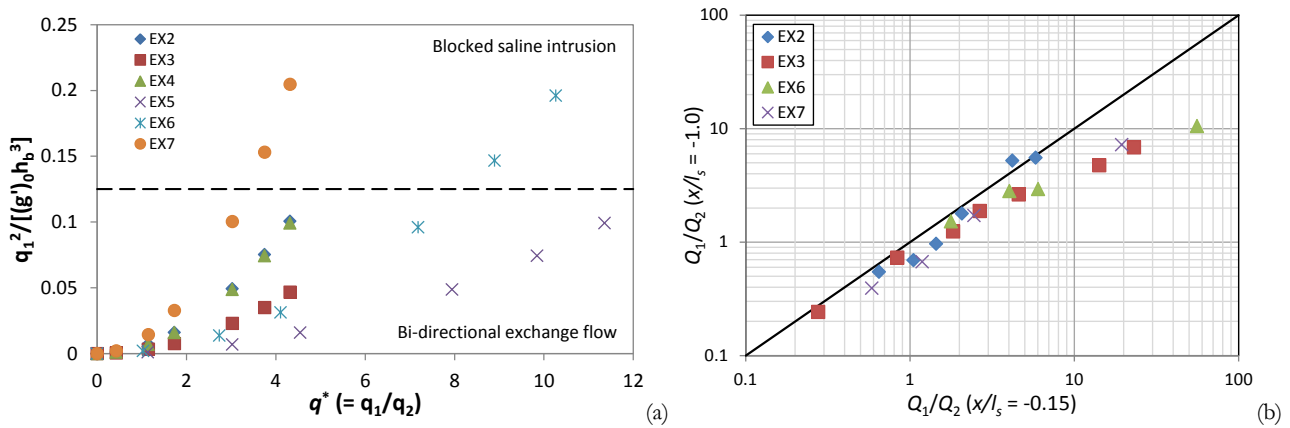 0.25
0.2
0.15
0.1
0.05
0
0 2 4 6 8 10 12
q₁²/[(g')₀h_b³]
q* (= q₁/q₂)
EX2
EX3
EX4
EX5
EX6
EX7
Blocked saline intrusion
Bi-directional exchange flow
(a)
100
10
1
0.1
0.1 1 10 100
Q₁/Q₂ (x/lₛ = -1.0)
Q₁/Q₂ (x/lₛ = -0.15)
EX2
EX3
EX6
EX7
(b)